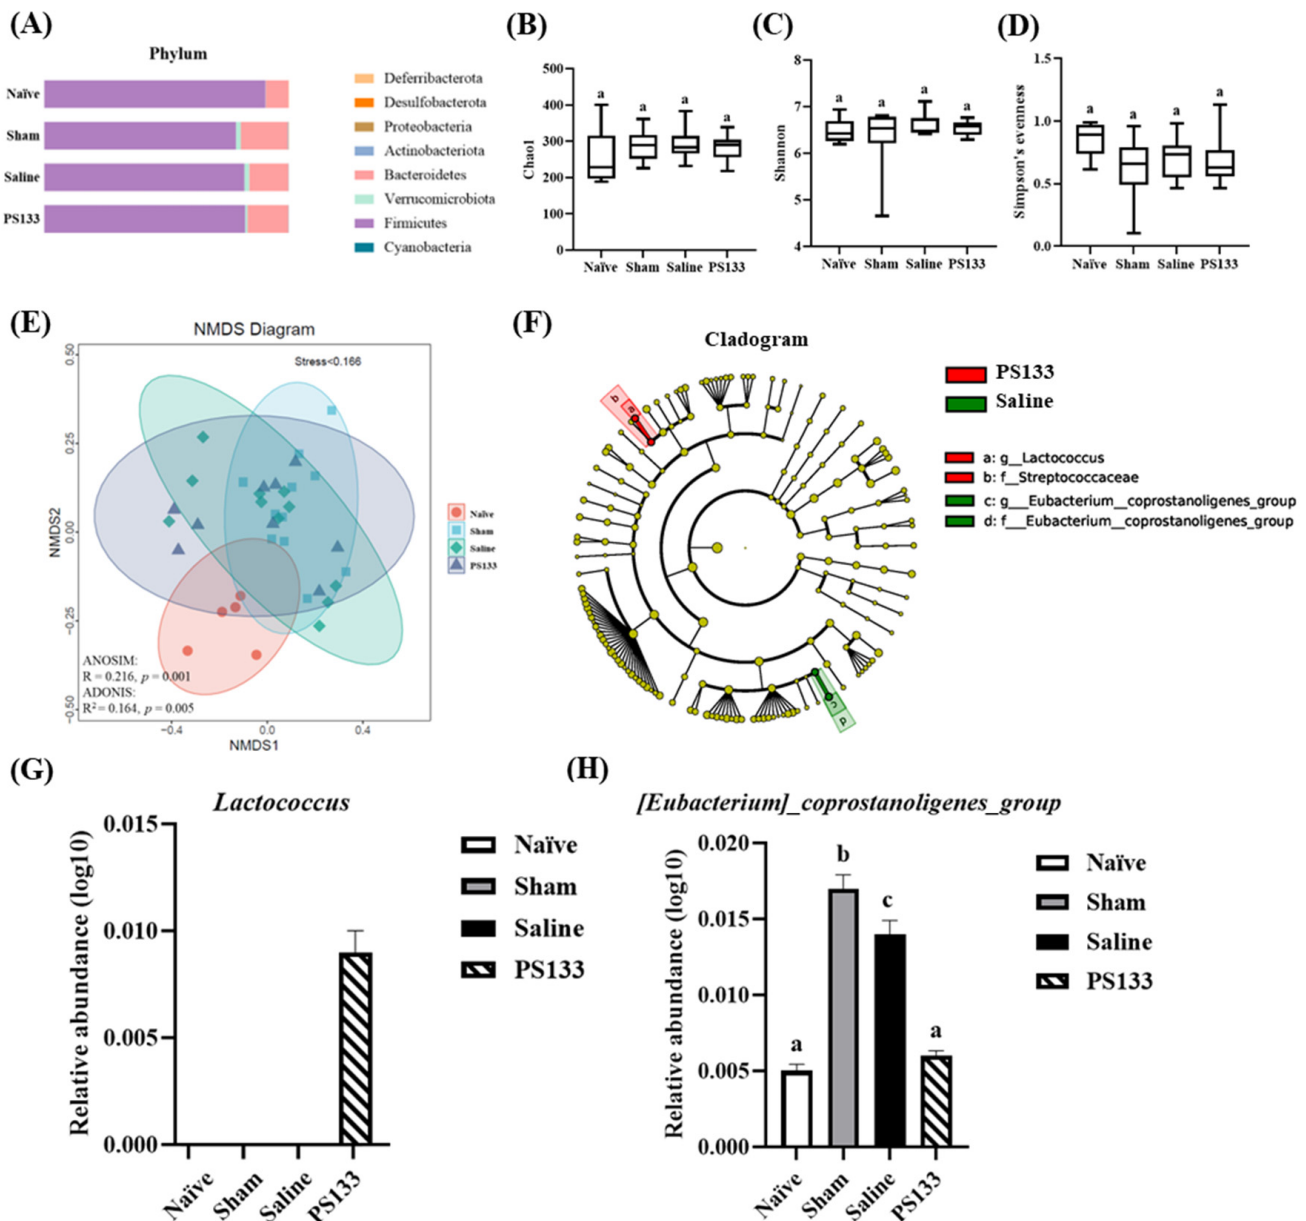 (A)
Phylum
Naïve
Sham
Saline
PS133
Deferribacterota
Desulfobacterota
Proteobacteria
Actinobacteriota
Bacteroidetes
Verrucomicrobiota
Firmicutes
Cyanobacteria
(B)
Chao1
500
400
300
200
100
0
a a a a
Naïve Sham Saline PS133
(C)
Shannon
8
7
6
5
4
a a a a
Naïve Sham Saline PS133
(D)
Simpson's evenness
1.5
1.0
0.5
0.0
a a a a
Naïve Sham Saline PS133
(E)
NMDS Diagram
Stress<0.166
NMDS2
0.50
0.25
0.00
−0.25
−0.50
ANOSIM:
R = 0.216, p = 0.001
ADONIS:
R² = 0.164, p = 0.005
−0.4 0.0 0.4
NMDS1
Naïve
Sham
Saline
PS133
(F)
Cladogram
b
a
c
d
PS133
Saline
a: g__Lactococcus
b: f__Streptococcaceae
c: g___Eubacterium__coprostanoligenes_group
d: f___Eubacterium__coprostanoligenes_group
(G)
Lactococcus
Relative abundance (log10)
0.015
0.010
0.005
0.000
Naïve Sham Saline PS133
Naïve
Sham
Saline
PS133
(H)
[Eubacterium]_coprostanoligenes_group
Relative abundance (log10)
0.020
0.015
0.010
0.005
0.000
a b c a
Naïve Sham Saline PS133
Naïve
Sham
Saline
PS133